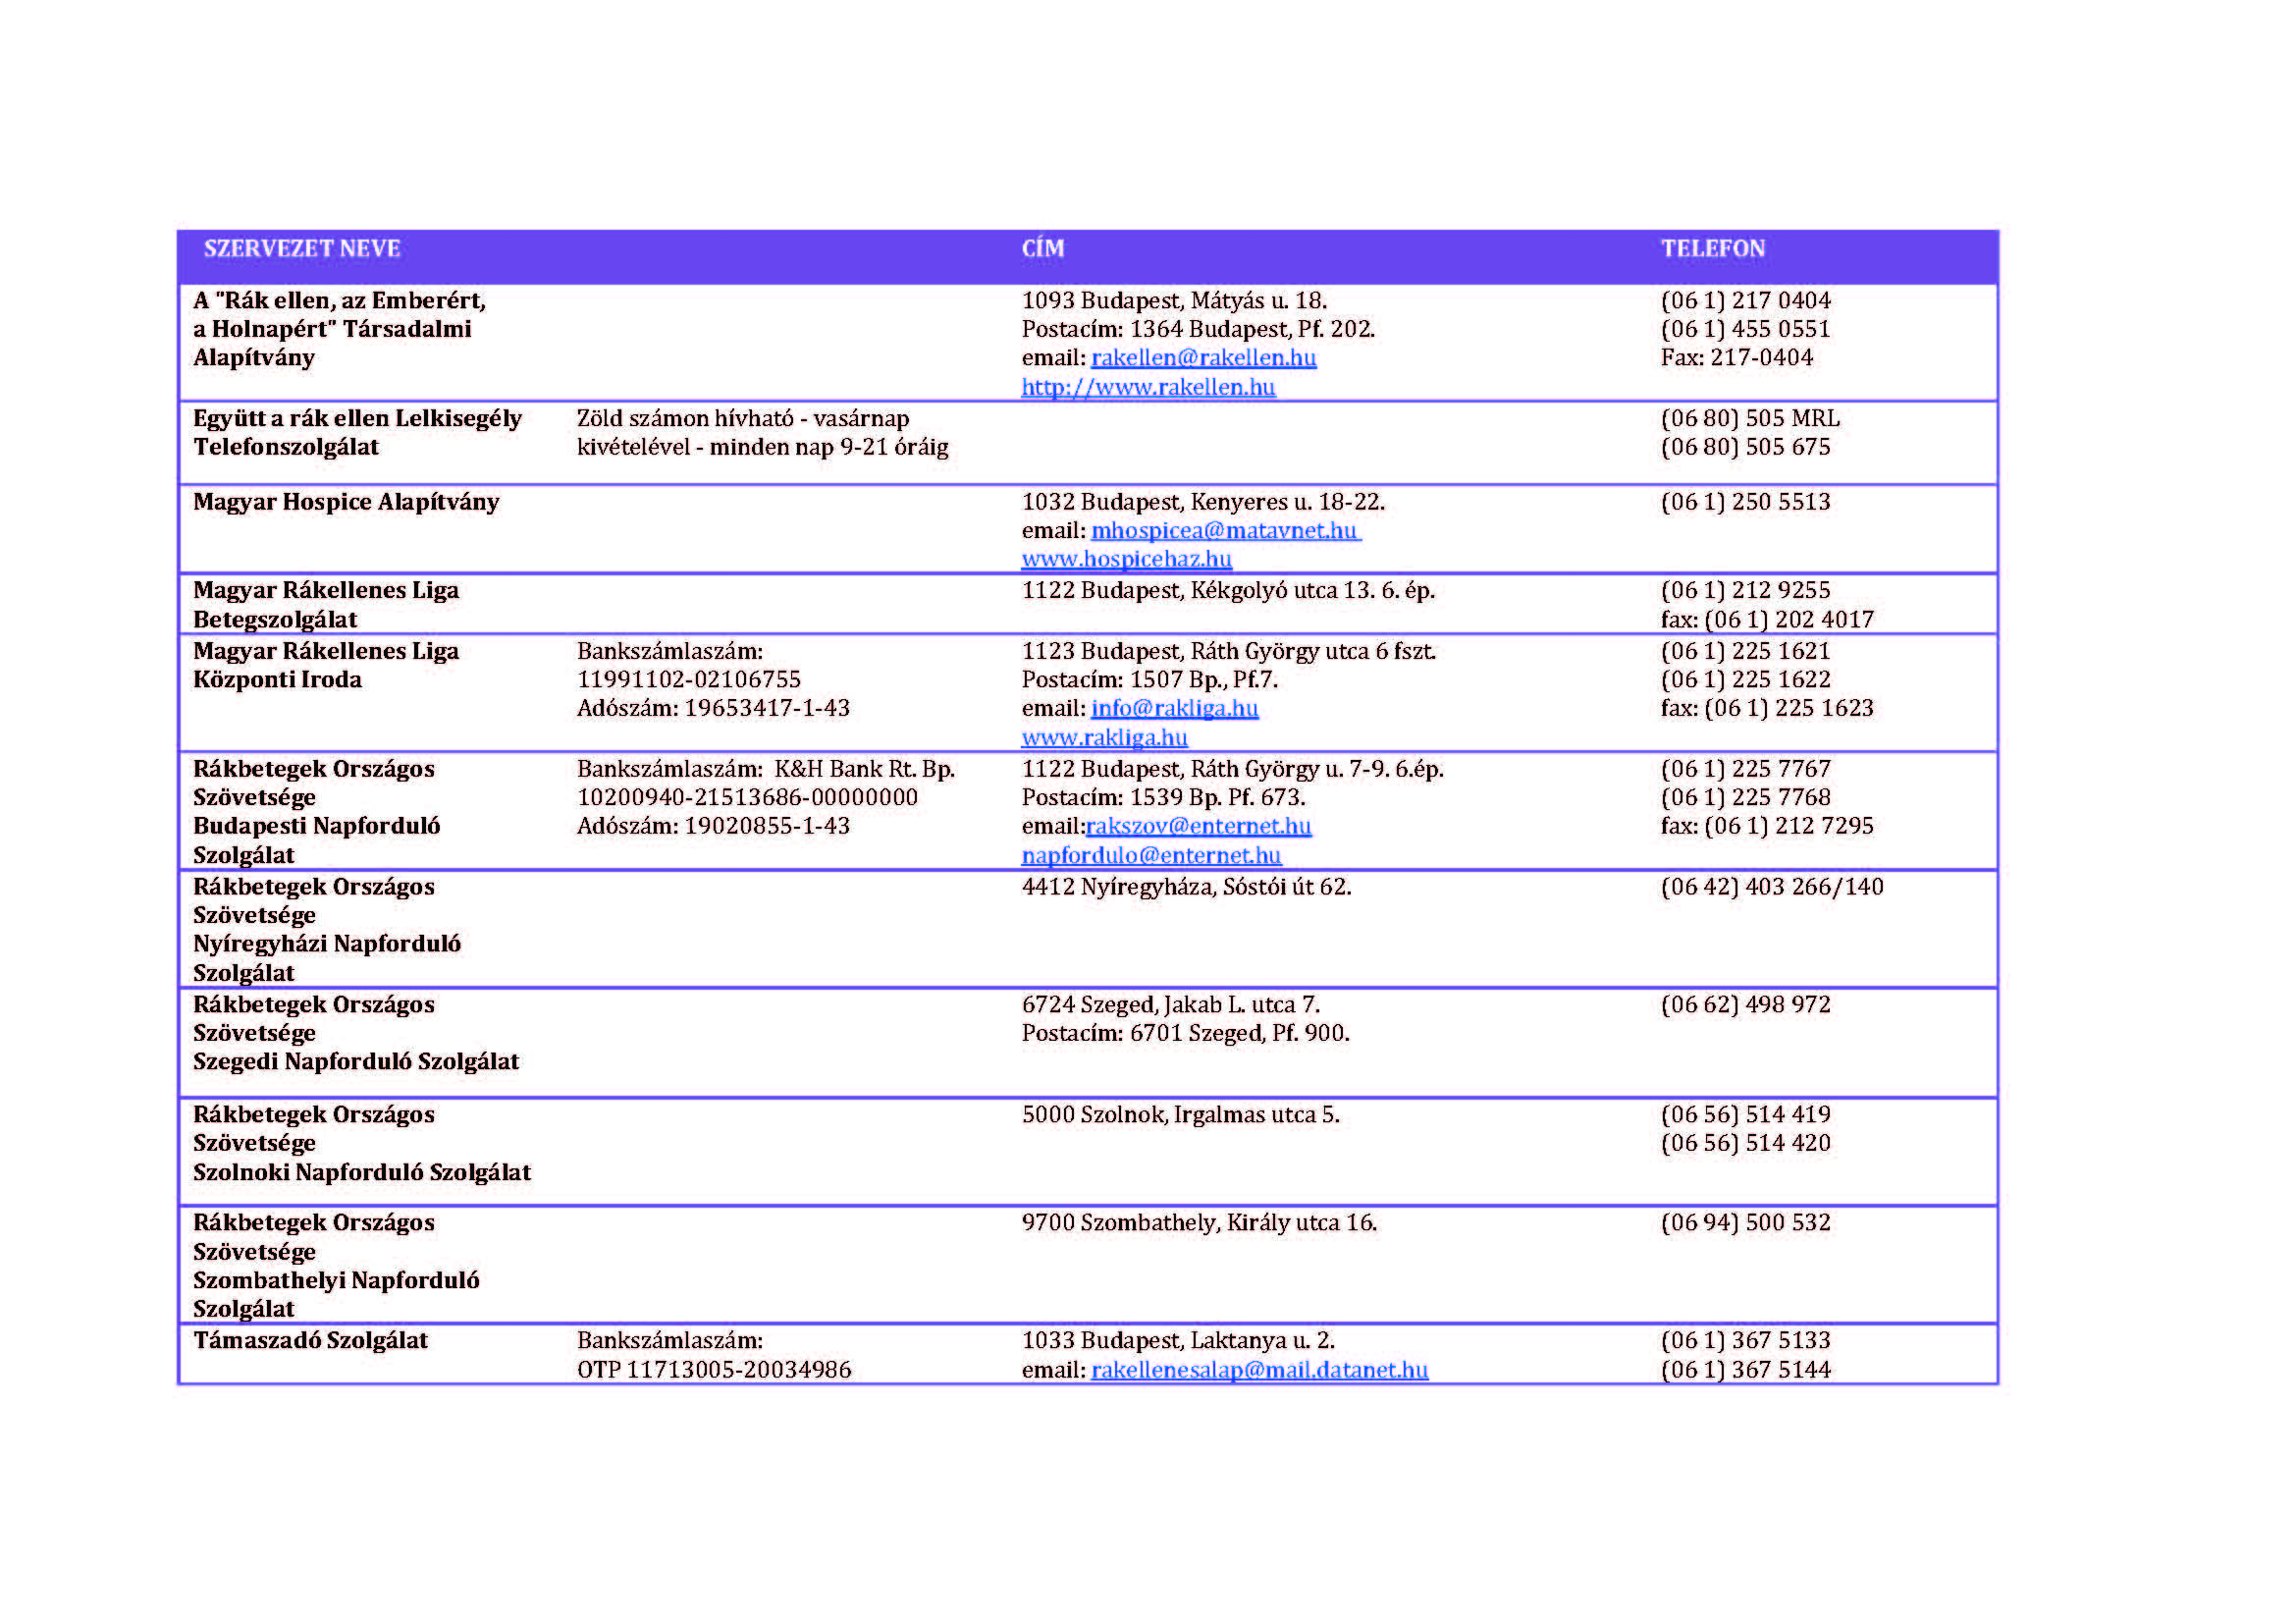 SZERVEZET NEVE CÍM TELEFON
A "Rák ellen, az Emberért, 1093 Budapest, Mátyás u. 18. (06 1) 217 0404
a Holnapért" Társadalmi Postacím: 1364 Budapest, Pf. 202. (06 1) 455 0551
Alapítvány email: rakellen@rakellen.hu Fax: 217-0404
http://www.rakellen.hu
Együtt a rák ellen Lelkisegély Zöld számon hívható - vasárnap (06 80) 505 MRL
Telefonszolgálat kivételével - minden nap 9-21 óráig (06 80) 505 675
Magyar Hospice Alapítvány 1032 Budapest, Kenyeres u. 18-22. (06 1) 250 5513
email: mhospicea@matavnet.hu
www.hospicehaz.hu
Magyar Rákellenes Liga 1122 Budapest, Kékgolyó utca 13. 6. ép. (06 1) 212 9255
Betegszolgálat fax: (06 1) 202 4017
Magyar Rákellenes Liga Bankszámlaszám: 1123 Budapest, Ráth György utca 6 fszt. (06 1) 225 1621
Központi Iroda 11991102-02106755 Postacím: 1507 Bp., Pf.7. (06 1) 225 1622
Adószám: 19653417-1-43 email: info@rakliga.hu fax: (06 1) 225 1623
www.rakliga.hu
Rákbetegek Országos Bankszámlaszám: K&H Bank Rt. Bp. 1122 Budapest, Ráth György u. 7-9. 6.ép. (06 1) 225 7767
Szövetsége 10200940-21513686-00000000 Postacím: 1539 Bp. Pf. 673. (06 1) 225 7768
Budapesti Napforduló Adószám: 19020855-1-43 email:rakszov@enternet.hu fax: (06 1) 212 7295
Szolgálat napfordulo@enternet.hu
Rákbetegek Országos 4412 Nyíregyháza, Sóstói út 62. (06 42) 403 266/140
Szövetsége
Nyíregyházi Napforduló
Szolgálat
Rákbetegek Országos 6724 Szeged, Jakab L. utca 7. (06 62) 498 972
Szövetsége Postacím: 6701 Szeged, Pf. 900.
Szegedi Napforduló Szolgálat
Rákbetegek Országos 5000 Szolnok, Irgalmas utca 5. (06 56) 514 419
Szövetsége (06 56) 514 420
Szolnoki Napforduló Szolgálat
Rákbetegek Országos 9700 Szombathely, Király utca 16. (06 94) 500 532
Szövetsége
Szombathelyi Napforduló
Szolgálat
Támaszadó Szolgálat Bankszámlaszám: 1033 Budapest, Laktanya u. 2. (06 1) 367 5133
OTP 11713005-20034986 email: rakellenesalap@mail.datanet.hu (06 1) 367 5144